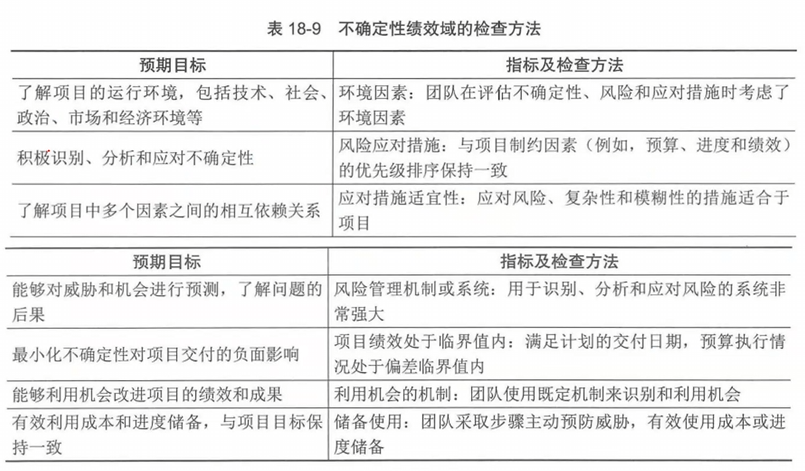 表 18-9 不确定性绩效域的检查方法
预期目标 指标及检查方法
了解项目的运行环境，包括技术、社会、 环境因素：团队在评估不确定性、风险和应对措施时考虑了
政治、市场和经济环境等 环境因素
积极识别、分析和应对不确定性 风险应对措施：与项目制约因素（例如，预算、进度和绩效）
的优先级排序保持一致
了解项目中多个因素之间的相互依赖关系 应对措施适宜性：应对风险、复杂性和模糊性的措施适合于
项目
预期目标 指标及检查方法
能够对威胁和机会进行预测，了解问题的 风险管理机制或系统：用于识别、分析和应对风险的系统非
后果 常强大
最小化不确定性对项目交付的负面影响 项目绩效处于临界值内：满足计划的交付日期，预算执行情
况处于偏差临界值内
能够利用机会改进项目的绩效和成果 利用机会的机制：团队使用既定机制来识别和利用机会
有效利用成本和进度储备，与项目目标保 储备使用：团队采取步骤主动预防威胁，有效使用成本或进
持一致 度储备